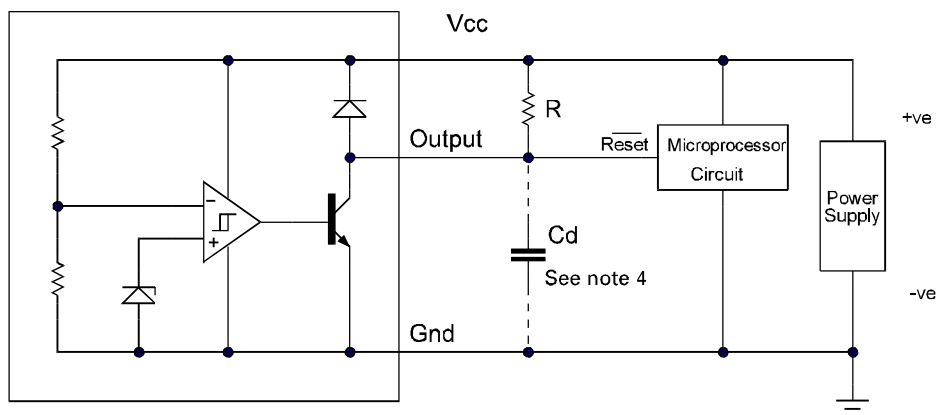 Vcc
R
+ve
Output
Reset
Microprocessor
Circuit
Power
Supply
−
+
Cd
See note 4
-ve
Gnd